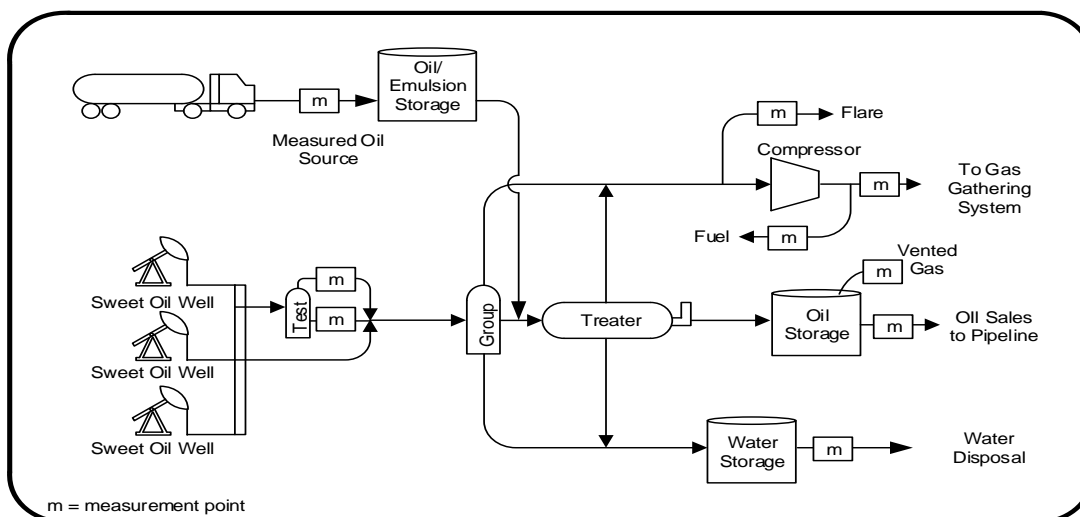 Oil/
Emulsion
Storage
m
Measured Oil
Source
m
Flare
Compressor
m
To Gas
Gathering
System
Fuel
m
Vented
Gas
m
Sweet Oil Well
m
m
Test
Sweet Oil Well
Sweet Oil Well
Group
Treater
Oil
Storage
m
OIl Sales
to Pipeline
Water
Storage
m
Water
Disposal
m = measurement point